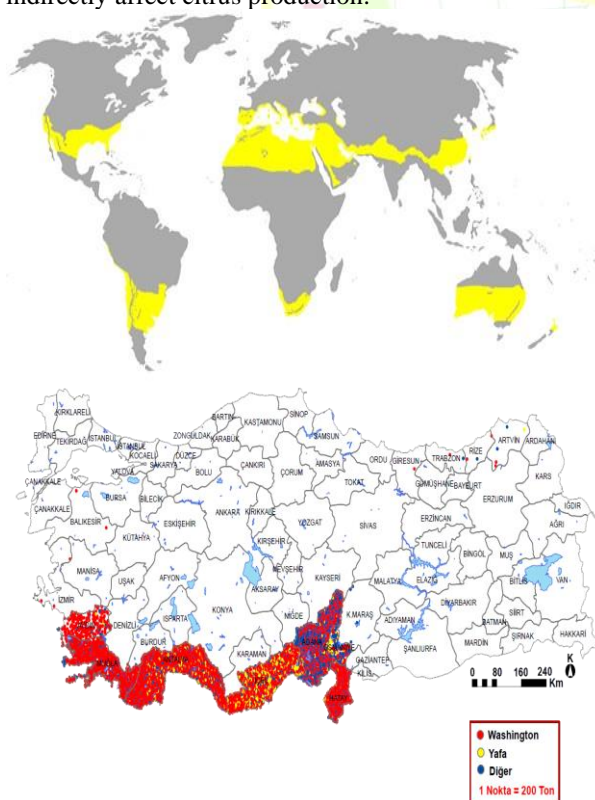 indirectly affect citrus production.
KIRKLARELİ
EDİRNE
TEKİRDAĞ
İSTANBUL
İSTANBUL
KOCAELİ
YALOVA
SAKARYA
DÜZCE
ZONGULDAK
BARTIN
KARABÜK
KASTAMONU
SİNOP
SAMSUN
ORDU
GİRESUN
TRABZON
RİZE
ARTVİN
ARDAHAN
ÇANAKKALE
ÇANAKKALE
BURSA
BİLECİK
BOLU
ÇANKIRI
ÇORUM
AMASYA
TOKAT
GÜMÜŞHANE
BAYBURT
ERZURUM
KARS
IĞDIR
AĞRI
BALIKESİR
KÜTAHYA
ESKİŞEHİR
ANKARA
KIRIKKALE
YOZGAT
SİVAS
ERZİNCAN
TUNCELİ
BİNGÖL
MUŞ
KIRŞEHİR
NEVŞEHİR
KAYSERİ
MALATYA
ELAZIĞ
BİTLİS
VAN
MANİSA
UŞAK
AFYON
AKSARAY
İZMİR
DENİZLİ
ISPARTA
KONYA
NİĞDE
K.MARAŞ
ADIYAMAN
DİYARBAKIR
BATMAN
SİİRT
ŞIRNAK
HAKKARİ
BURDUR
KARAMAN
ADANA
GAZİANTEP
KİLİS
ŞANLIURFA
MARDİN
HATAY
K
0 80 160 240
Km
Washington
Yafa
Diğer
1 Nokta = 200 Ton